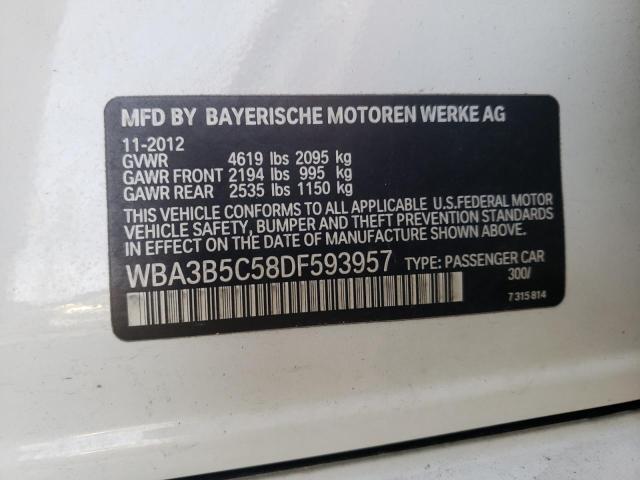 MFD BY BAYERISCHE MOTOREN WERKE AG
11-2012
GVWR 4619 lbs 2095 kg
GAWR FRONT 2194 lbs 995 kg
GAWR REAR 2535 lbs 1150 kg
THIS VEHICLE CONFORMS TO ALL APPLICABLE U.S.FEDERAL MOTOR
VEHICLE SAFETY, BUMPER AND THEFT PREVENTION STANDARDS
IN EFFECT ON THE DATE OF MANUFACTURE SHOWN ABOVE.
WBA3B5C58DF593957 TYPE: PASSENGER CAR
300/
7 315 814